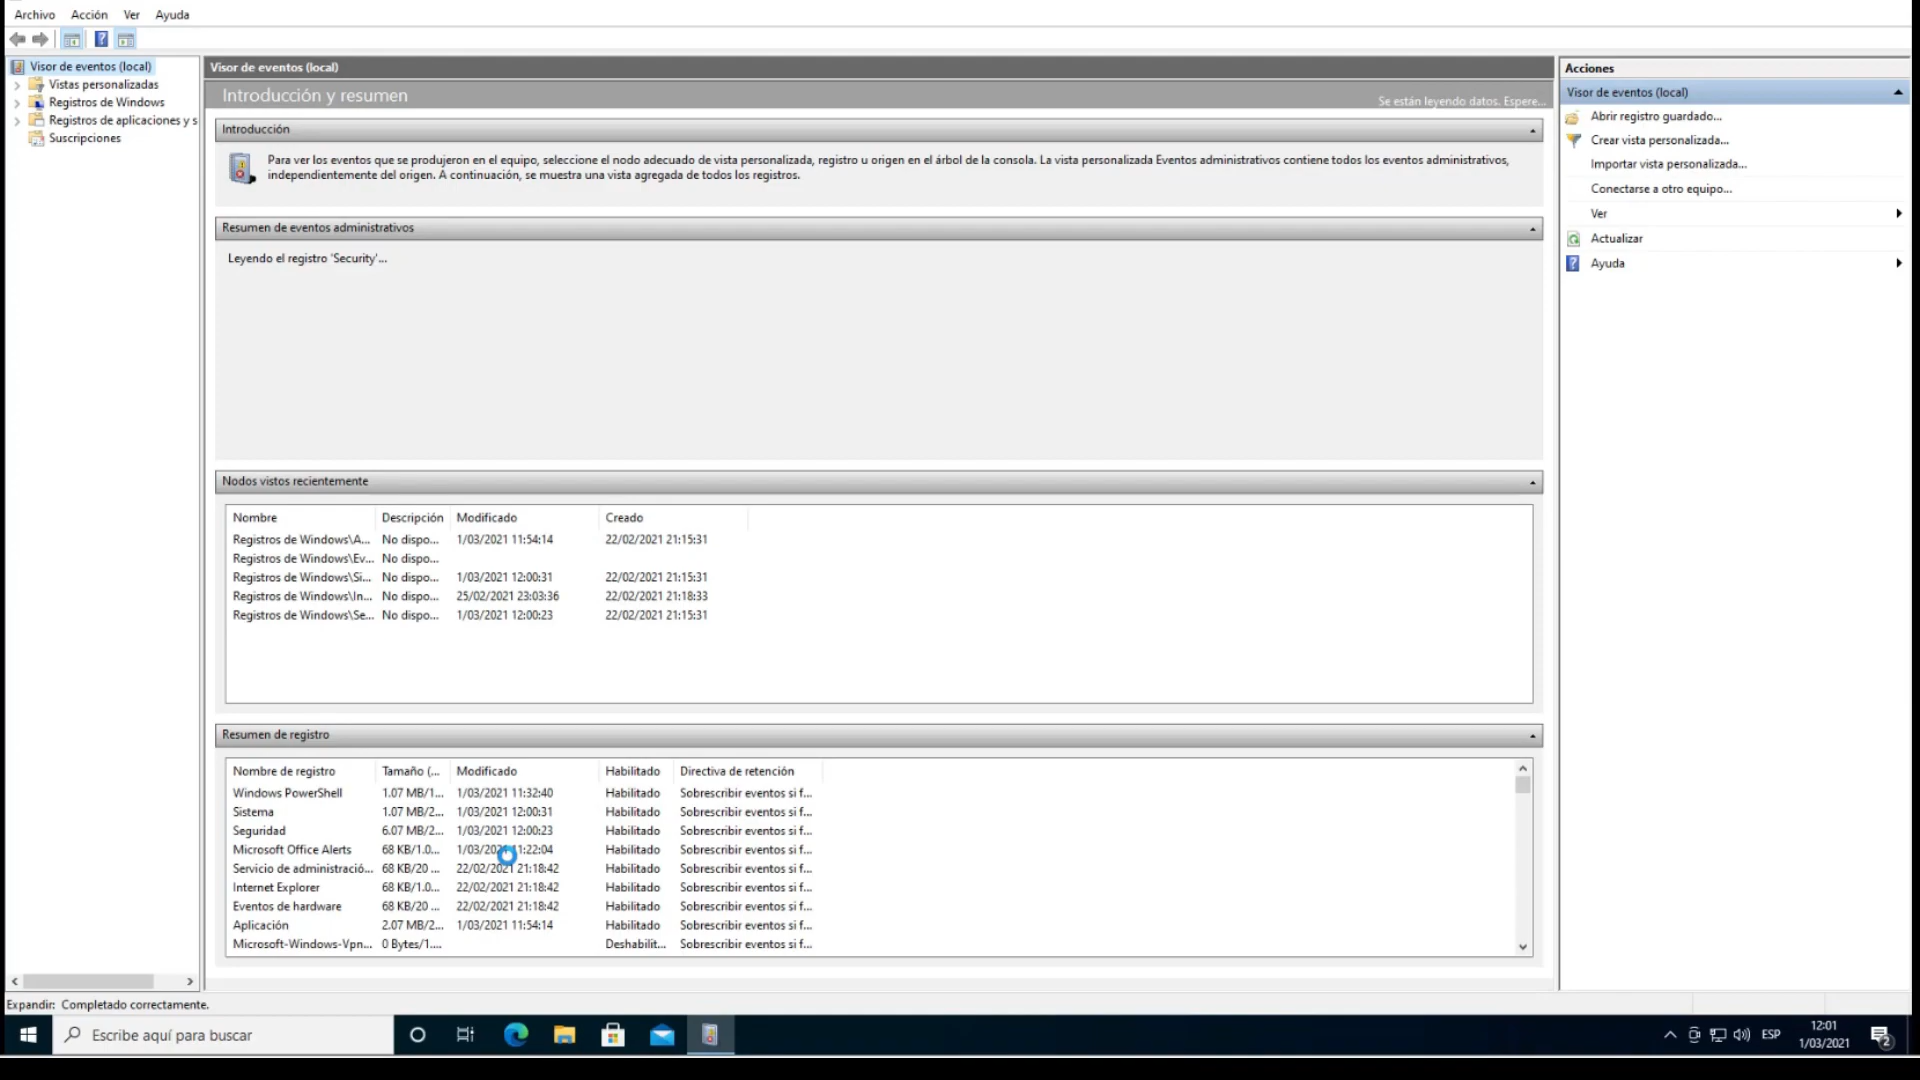 Archivo Acción Ver Ayuda
Visor de eventos (local)
Vistas personalizadas
Registros de Windows
Registros de aplicaciones y s
Suscripciones
Visor de eventos (local)
Introducción y resumen
Se están leyendo datos. Espere...
Introducción
Para ver los eventos que se produjeron en el equipo, seleccione el nodo adecuado de vista personalizada, registro u origen en el árbol de la consola. La vista personalizada Eventos administrativos contiene todos los eventos administrativos,
independientemente del origen. A continuación, se muestra una vista agregada de todos los registros.
Resumen de eventos administrativos
Leyendo el registro 'Security'...
Nodos vistos recientemente
Nombre Descripción Modificado Creado
Registros de Windows\A... No dispo... 1/03/2021 11:54:14 22/02/2021 21:15:31
Registros de Windows\Ev... No dispo...
Registros de Windows\Si... No dispo... 1/03/2021 12:00:31 22/02/2021 21:15:31
Registros de Windows\In... No dispo... 25/02/2021 23:03:36 22/02/2021 21:18:33
Registros de Windows\Se... No dispo... 1/03/2021 12:00:23 22/02/2021 21:15:31
Resumen de registro
Nombre de registro Tamaño (... Modificado Habilitado Directiva de retención
Windows PowerShell 1.07 MB/1... 1/03/2021 11:32:40 Habilitado Sobrescribir eventos si f...
Sistema 1.07 MB/2... 1/03/2021 12:00:31 Habilitado Sobrescribir eventos si f...
Seguridad 6.07 MB/2... 1/03/2021 12:00:23 Habilitado Sobrescribir eventos si f...
Microsoft Office Alerts 68 KB/1.0... 1/03/2021 11:22:04 Habilitado Sobrescribir eventos si f...
Servicio de administració... 68 KB/20 ... 22/02/2021 21:18:42 Habilitado Sobrescribir eventos si f...
Internet Explorer 68 KB/1.0... 22/02/2021 21:18:42 Habilitado Sobrescribir eventos si f...
Eventos de hardware 68 KB/20 ... 22/02/2021 21:18:42 Habilitado Sobrescribir eventos si f...
Aplicación 2.07 MB/2... 1/03/2021 11:54:14 Habilitado Sobrescribir eventos si f...
Microsoft-Windows-Vpn... 0 Bytes/1.... Deshabilit... Sobrescribir eventos si f...
Acciones
Visor de eventos (local)
Abrir registro guardado...
Crear vista personalizada...
Importar vista personalizada...
Conectarse a otro equipo...
Ver
Actualizar
Ayuda
Expandir: Completado correctamente.
Escribe aquí para buscar
ESP
12:01
1/03/2021
2